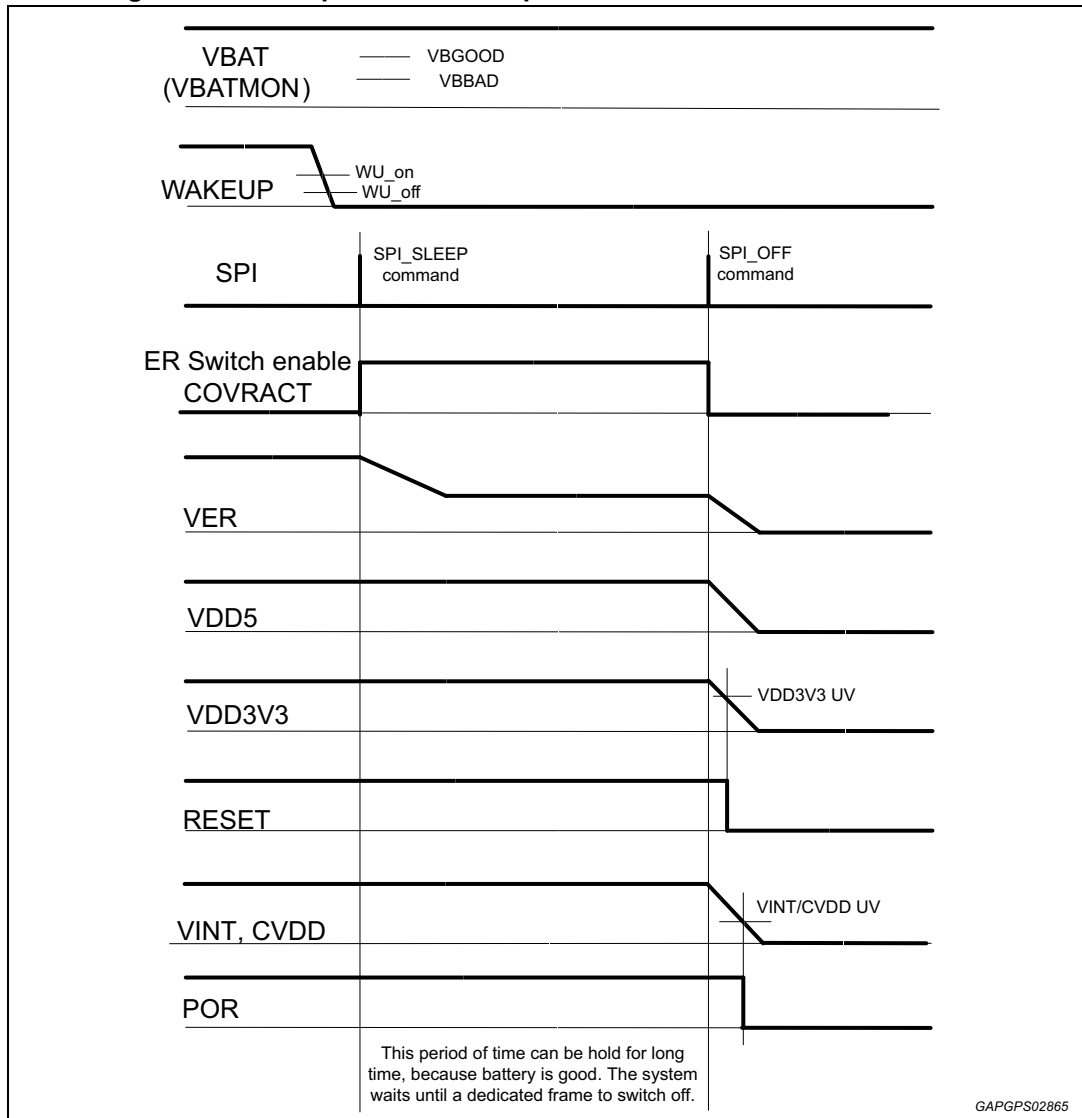 VBAT
(VBATMON)
VBGOOD
VBBAD
WAKEUP
WU_on
WU_off
SPI
SPI_SLEEP
command
SPI_OFF
command
ER Switch enable
COVRACT
VER
VDD5
VDD3V3
VDD3V3 UV
RESET
VINT, CVDD
VINT/CVDD UV
POR
This period of time can be hold for long
time, because battery is good. The system
waits until a dedicated frame to switch off.
GAPGPS02865